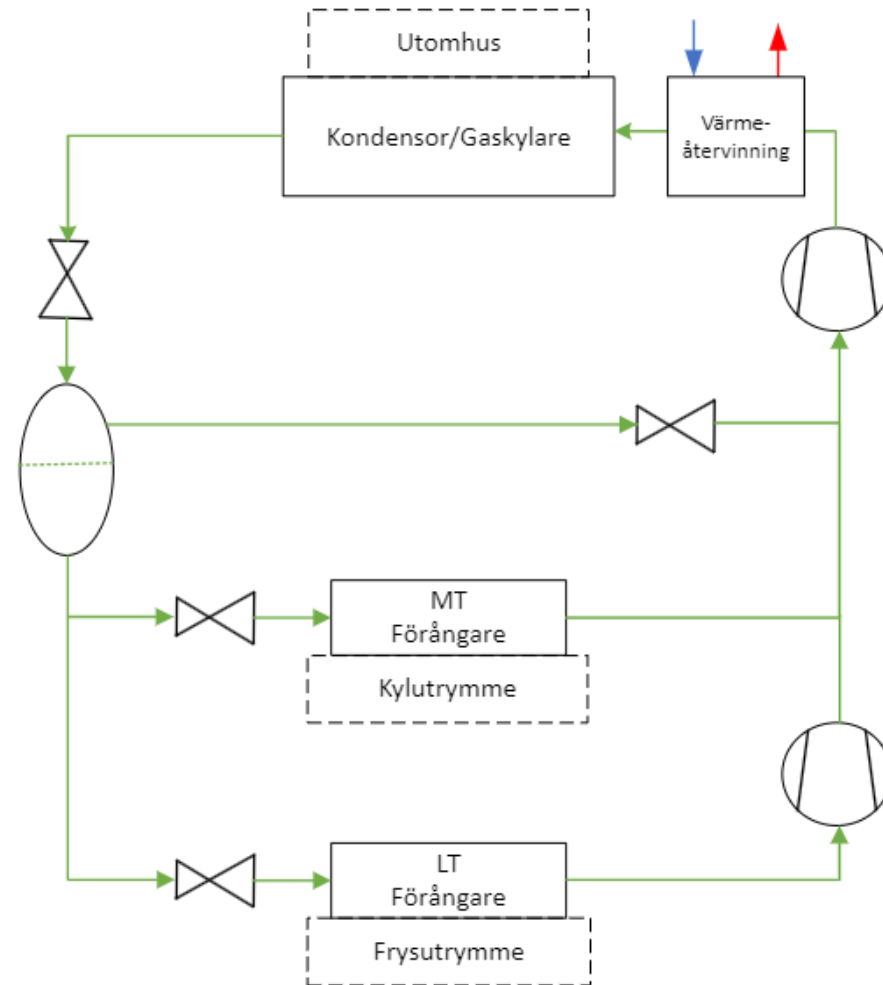 Utomhus
Kondensor/Gaskylare
Värme-
återvinning
MT
Förångare
Kylutrymme
LT
Förångare
Frysutrymme